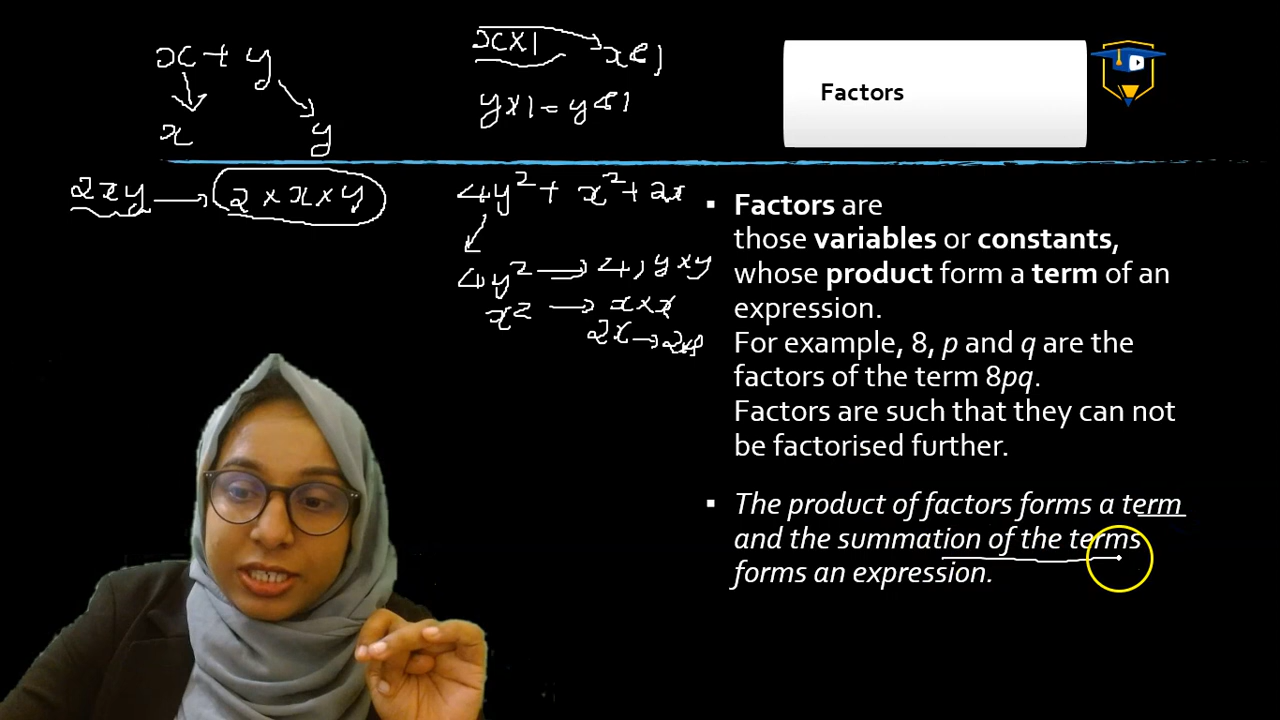 x + y
x y
x×1 x&1
y×1 = y&1
Factors
2xy → 2 × x × y
4y² + x² + 2x
4y² → 4, y×y
x² → x×x
2x →
▪ Factors are
those variables or constants,
whose product form a term of an
expression.
For example, 8, p and q are the
factors of the term 8pq.
Factors are such that they can not
be factorised further.
▪ The product of factors forms a term
and the summation of the terms
forms an expression.